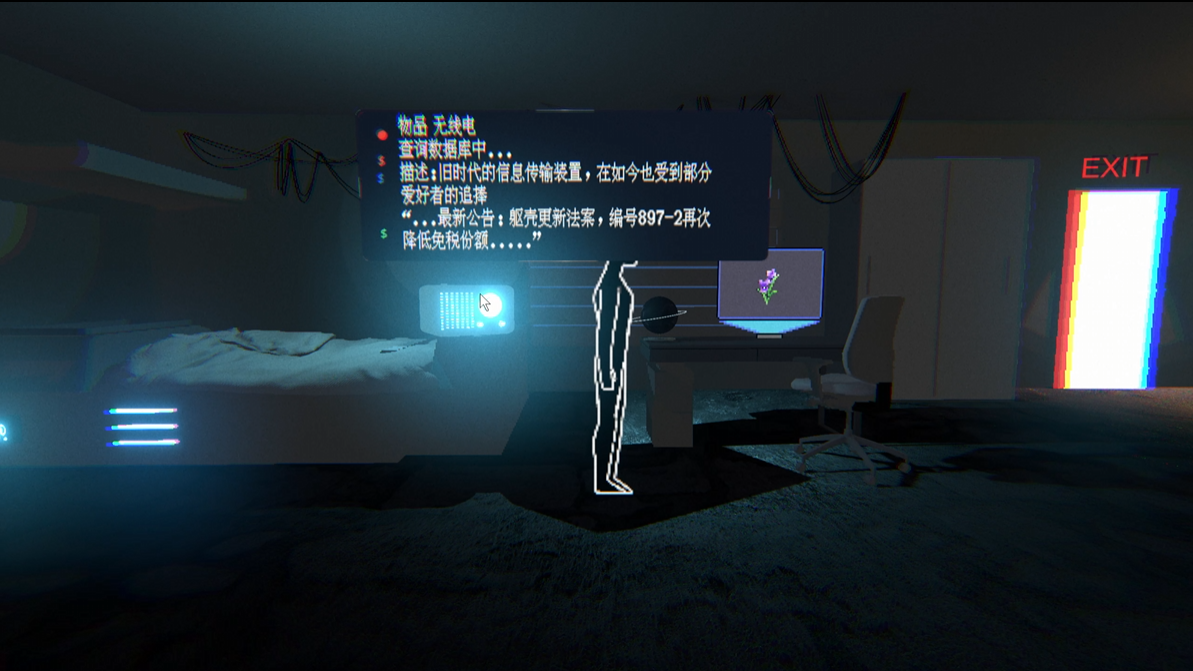 物品 无线电
查询数据库中...
描述:旧时代的信息传输装置，在如今也受到部分
爱好者的追捧
“...最新公告：躯壳更新法案，编号897-2再次
降低免税份额.....”
EXIT